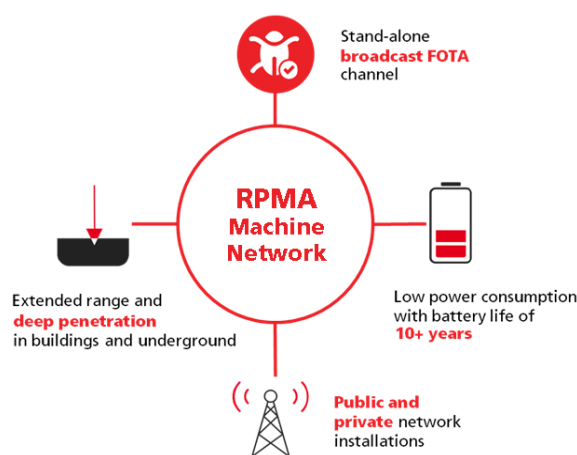 Stand-alone
broadcast FOTA
channel
RPMA
Machine
Network
Extended range and
deep penetration
in buildings and underground
Low power consumption
with battery life of
10+ years
Public and
private network
installations